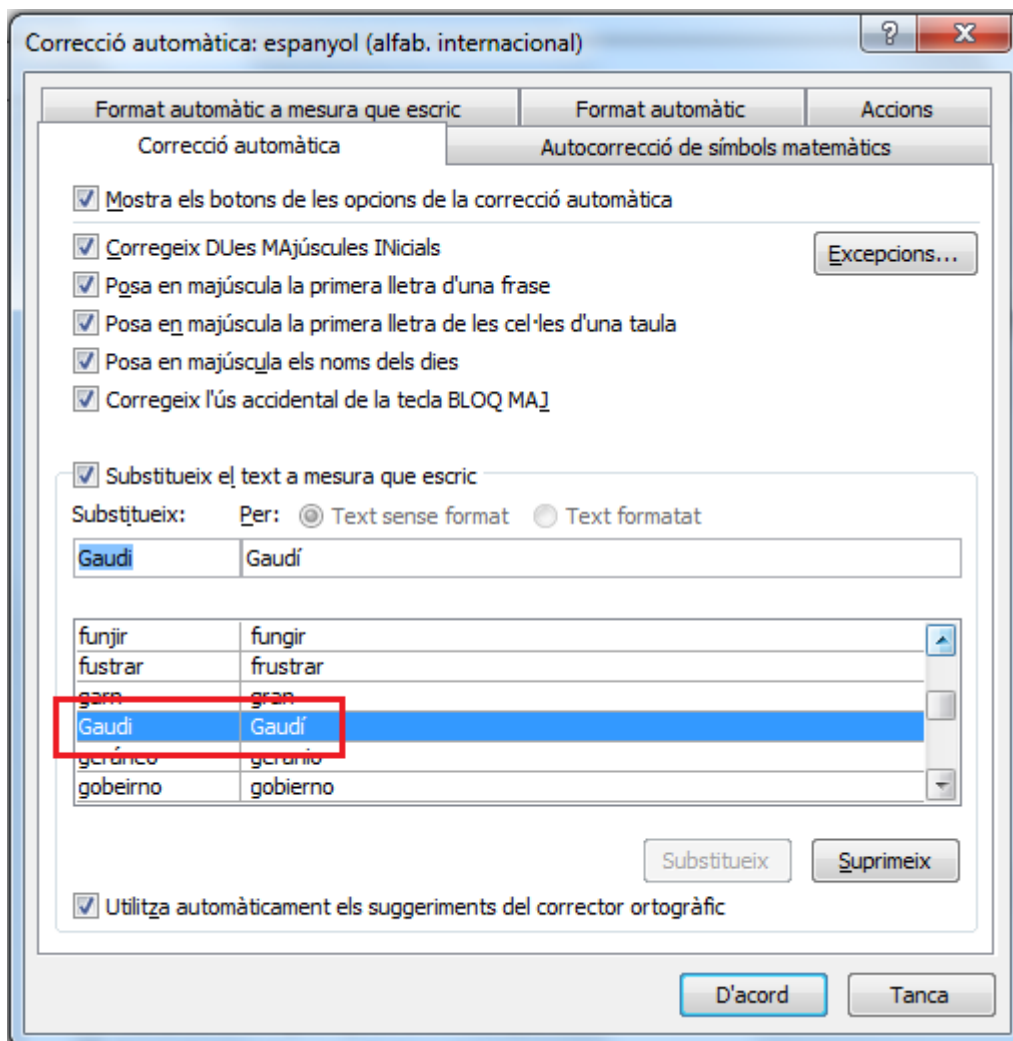 Correcció automàtica: espanyol (alfab. internacional)
Format automàtic a mesura que escric Format automàtic Accions
Correcció automàtica Autocorrecció de símbols matemàtics
Mostra els botons de les opcions de la correcció automàtica
Corregeix DUes MAjúscules INicials Excepcions...
Posa en majúscula la primera lletra d'una frase
Posa en majúscula la primera lletra de les cel·les d'una taula
Posa en majúscula els noms dels dies
Corregeix l'ús accidental de la tecla BLOQ MAJ
Substitueix el text a mesura que escric
Substitueix: Per: Text sense format Text formatat
Gaudi Gaudí
funjir fungir
fustrar frustrar
garn gran
Gaudi Gaudí
geranio
gobeirno gobierno
Substitueix Suprimeix
Utilitza automàticament els suggeriments del corrector ortogràfic
D'acord Tanca